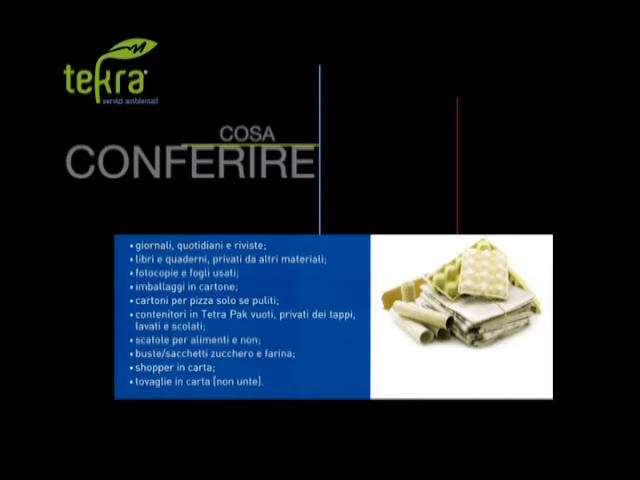 tekra
servizi ambientali
COSA
CONFERIRE
• giornali, quotidiani e riviste;
• libri e quaderni, privati da altri materiali;
• fotocopie e fogli usati;
• imballaggi in cartone;
• cartoni per pizza solo se puliti;
• contenitori in Tetra Pak vuoti, privati dei tappi,
lavati e scolati;
• scatole per alimenti e non;
• buste/sacchetti zucchero e farina;
• shopper in carta;
• tovaglie in carta (non unte).